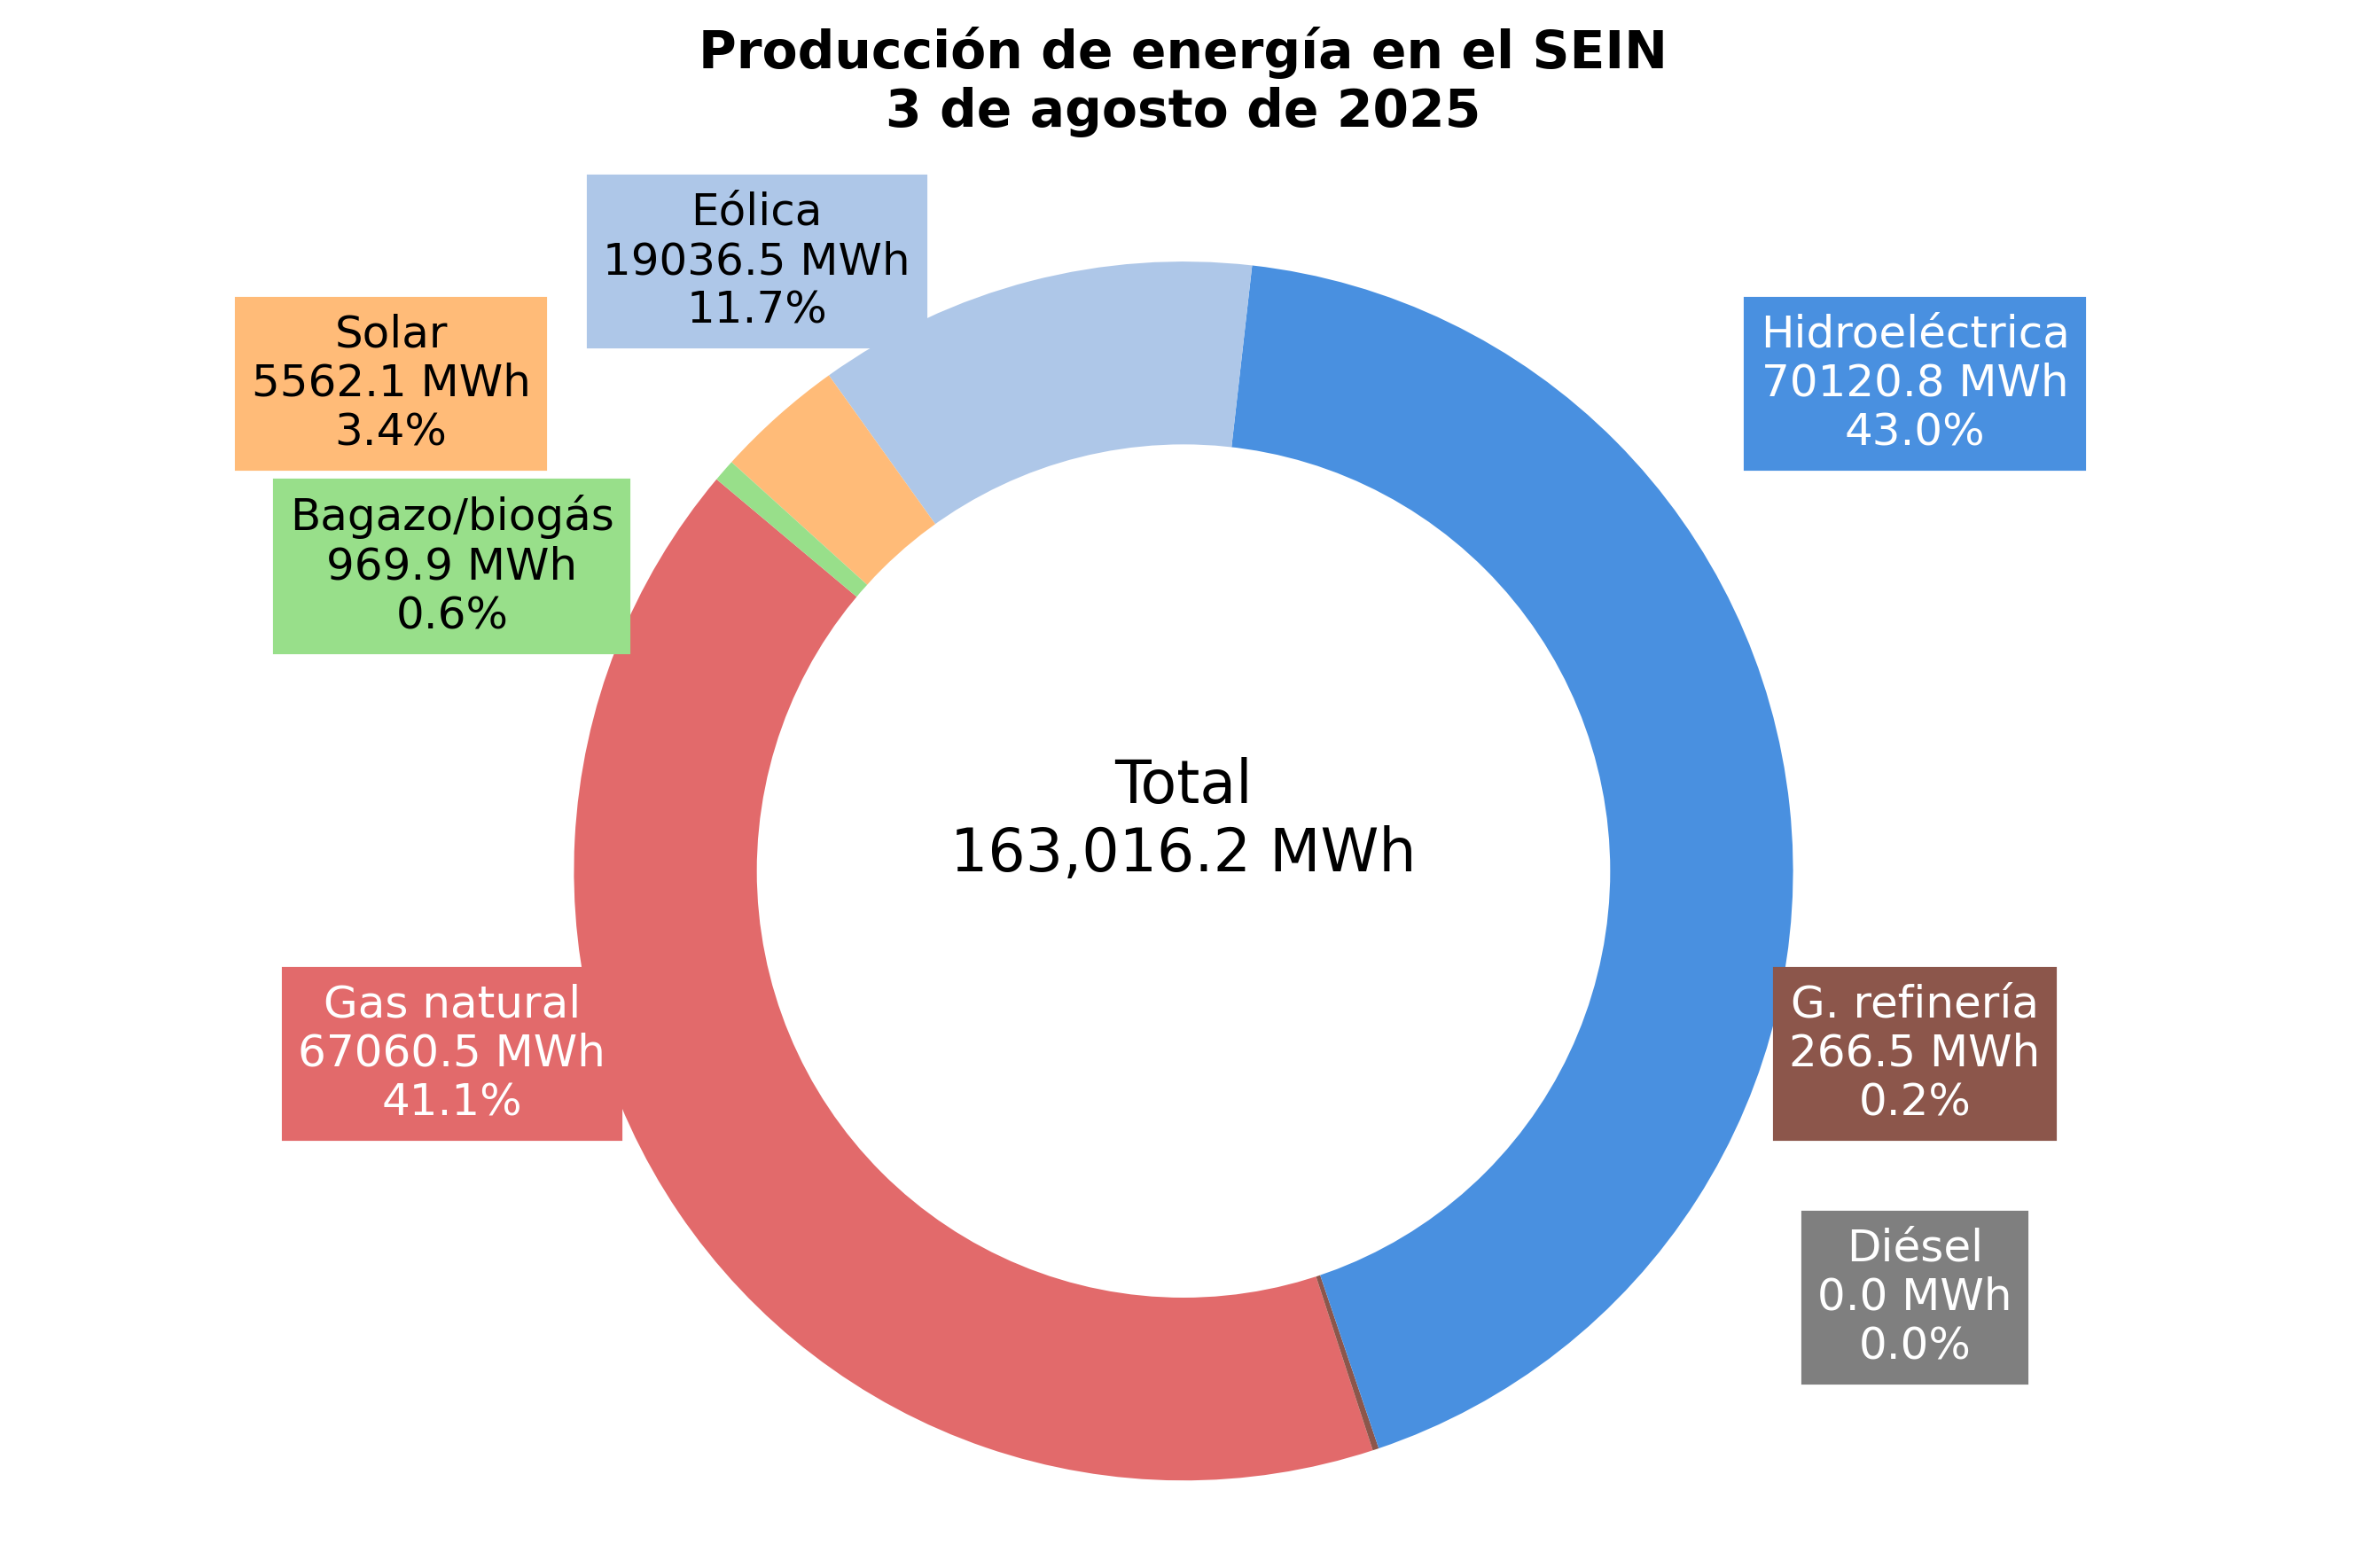 Producción de energía en el SEIN
3 de agosto de 2025
Eólica
19036.5 MWh
11.7%
Solar
5562.1 MWh
3.4%
Hidroeléctrica
70120.8 MWh
43.0%
Bagazo/biogás
969.9 MWh
0.6%
Total
163,016.2 MWh
Gas natural
67060.5 MWh
41.1%
G. refinería
266.5 MWh
0.2%
Diésel
0.0 MWh
0.0%